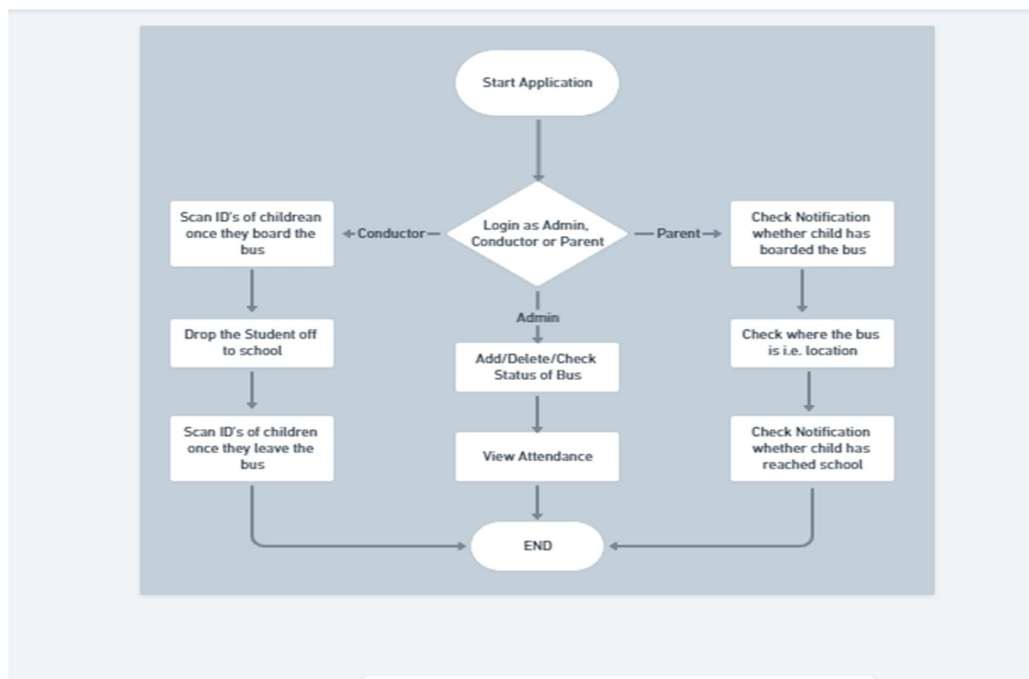 Start Application
Login as Admin,
Conductor or Parent
Conductor
Parent
Admin
Scan ID's of childrean
once they board the
bus
Drop the Student off
to school
Scan ID's of children
once they leave the
bus
Add/Delete/Check
Status of Bus
View Attendance
Check Notification
whether child has
boarded the bus
Check where the bus
is i.e. location
Check Notification
whether child has
reached school
END